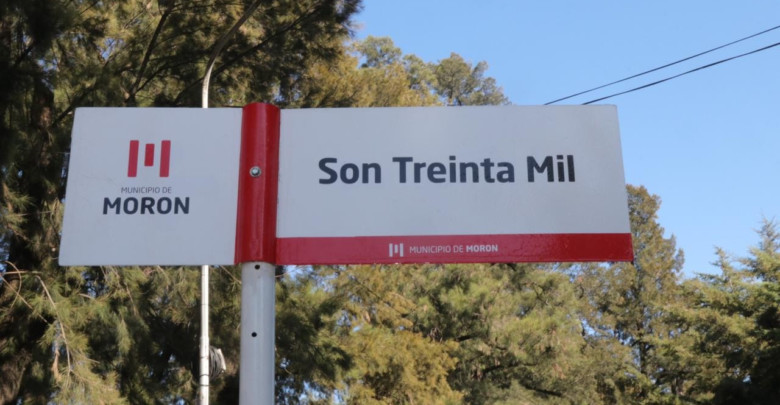 MUNICIPIO DE
MORON
Son Treinta Mil
MUNICIPIO DE MORON